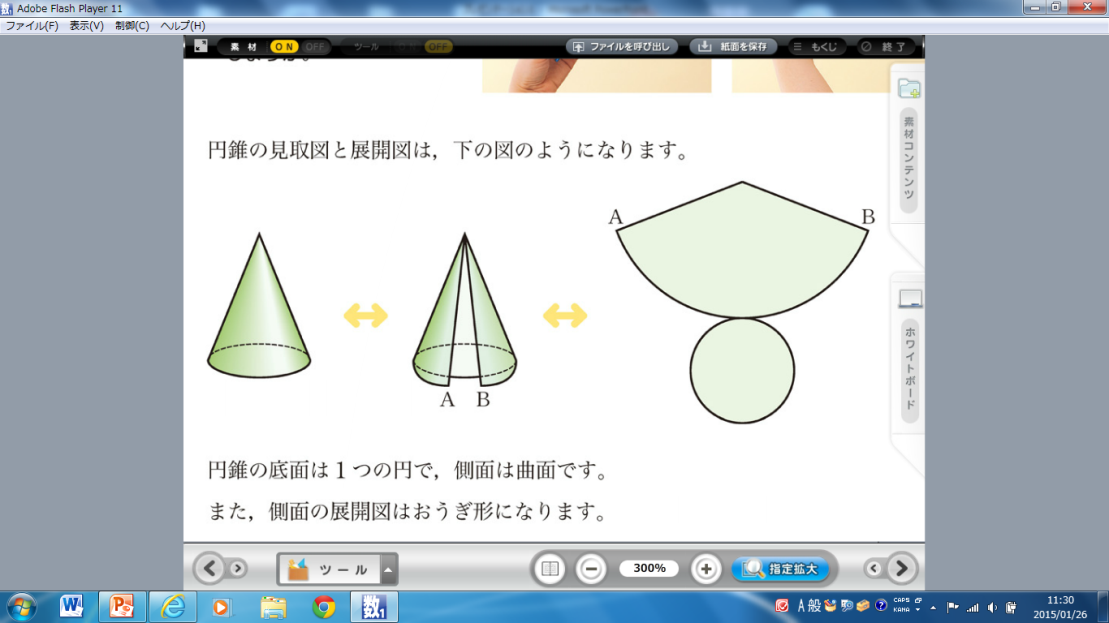 Adobe Flash Player 11
ファイル(F) 表示(V) 制御(C) ヘルプ(H)
素 材 ON OFF ツール OFF ファイルを呼び出し 紙面を保存 もくじ 終 了
素材コンテンツ
円錐の見取図と展開図は，下の図のようになります。
A B
A B
ホワイトボード
円錐の底面は１つの円で，側面は曲面です。
また，側面の展開図はおうぎ形になります。
ツール 300% 指定拡大
数1 A 般 CAPS KANA 11:30
2015/01/26